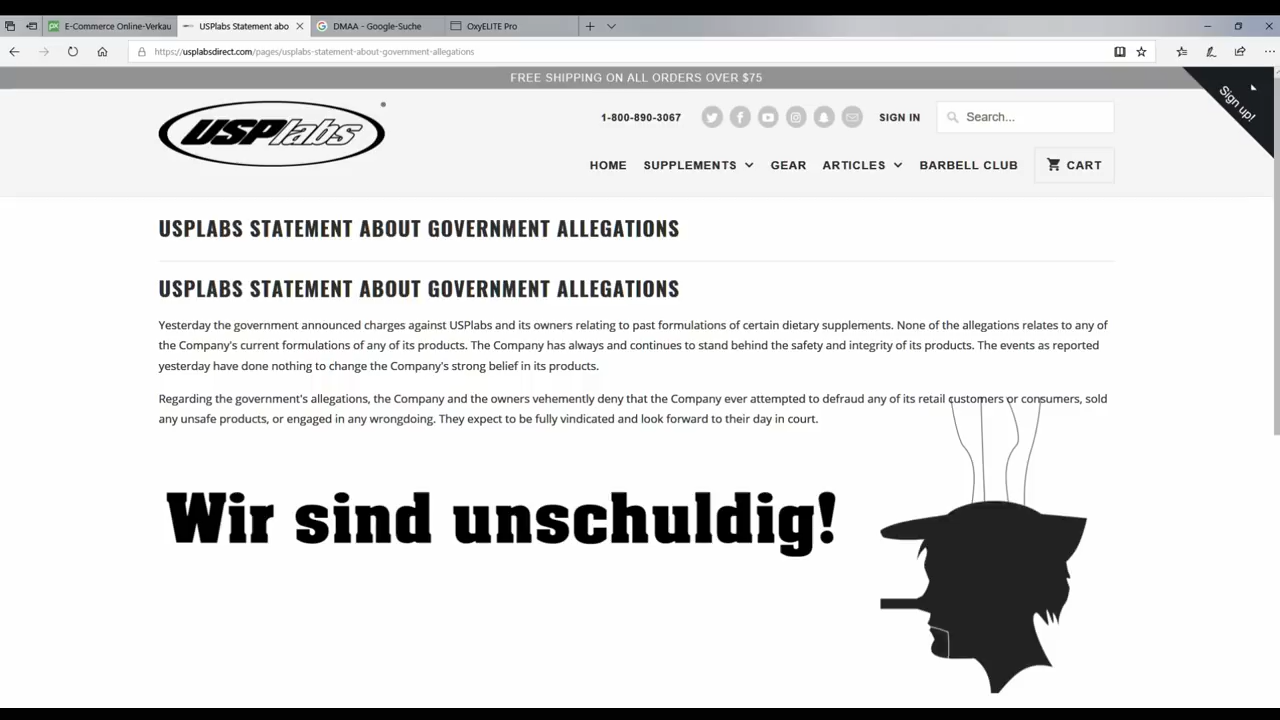 E-Commerce Online-Verkau
USPlabs Statement abo
DMAA - Google-Suche
OxyELITE Pro
https://usplabsdirect.com/pages/usplabs-statement-about-government-allegations
FREE SHIPPING ON ALL ORDERS OVER $75
Sign up!
USPlabs
1-800-890-3067
SIGN IN
Search...
HOME SUPPLEMENTS GEAR ARTICLES BARBELL CLUB CART
USPLABS STATEMENT ABOUT GOVERNMENT ALLEGATIONS
USPLABS STATEMENT ABOUT GOVERNMENT ALLEGATIONS
Yesterday the government announced charges against USPlabs and its owners relating to past formulations of certain dietary supplements. None of the allegations relates to any of
the Company's current formulations of any of its products. The Company has always and continues to stand behind the safety and integrity of its products. The events as reported
yesterday have done nothing to change the Company's strong belief in its products.
Regarding the government's allegations, the Company and the owners vehemently deny that the Company ever attempted to defraud any of its retail customers or consumers, sold
any unsafe products, or engaged in any wrongdoing. They expect to be fully vindicated and look forward to their day in court.
Wir sind unschuldig!